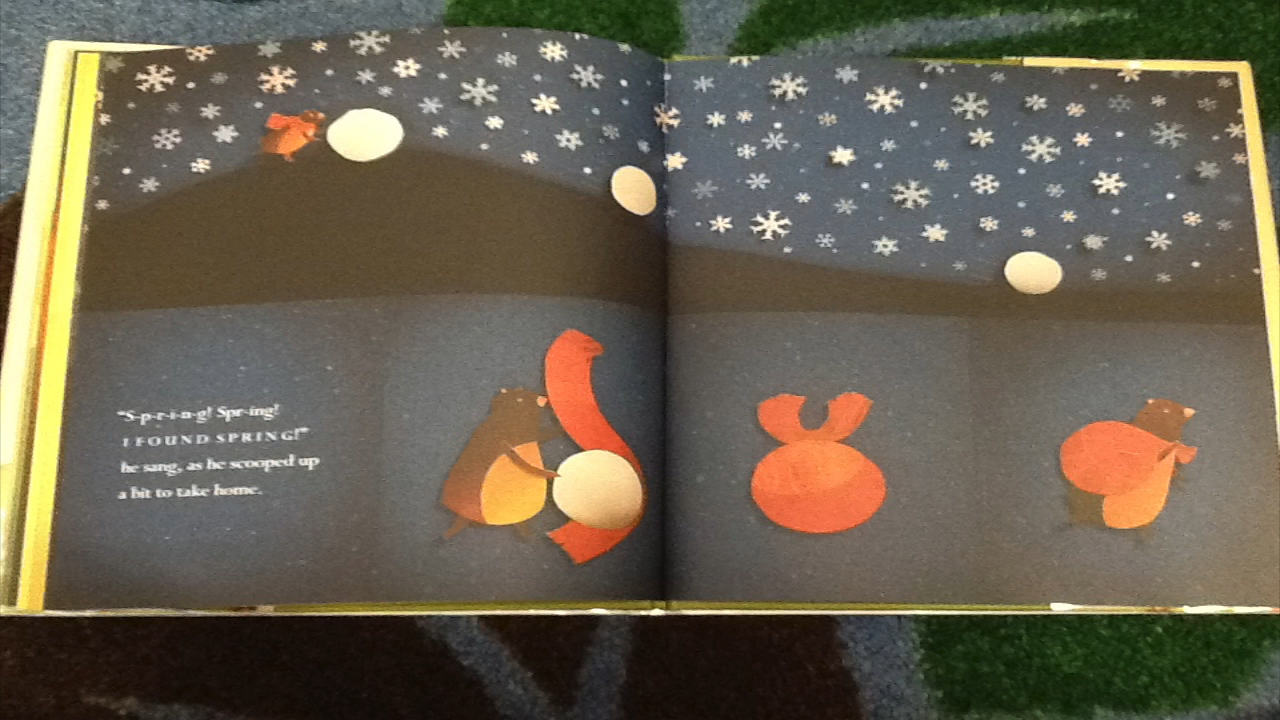 "S-p-r-i-n-g! Spr-ing!
I FOUND SPRING!"
he sang, as he scooped up
a bit to take home.